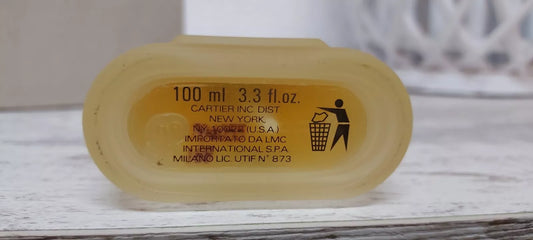 100 ml 3.3 fl.oz.
CARTIER INC DIST
NEW YORK
NY. (U.S.A)
IMPORTATO DA LMC
INTERNATIONAL S.P.A
MILANO LIC. UTIF N° 873